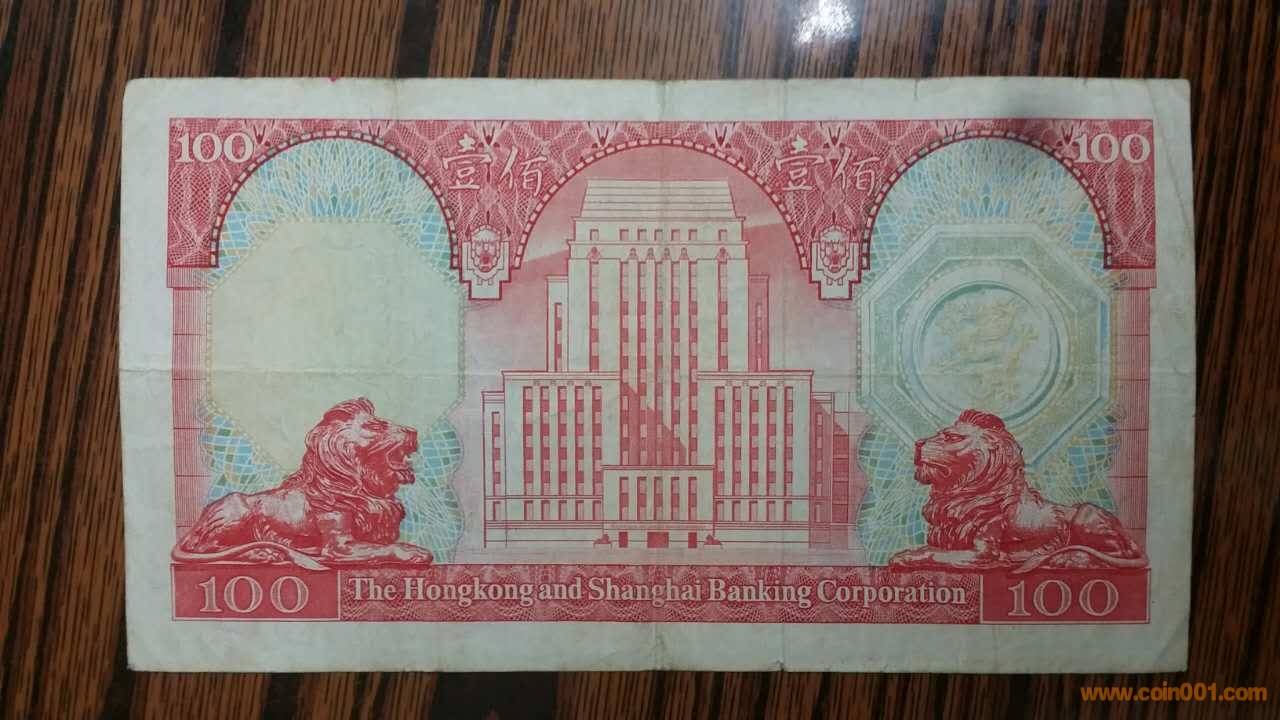 100 壹佰 壹佰 100
100 The Hongkong and Shanghai Banking Corporation 100
www.coin001.com